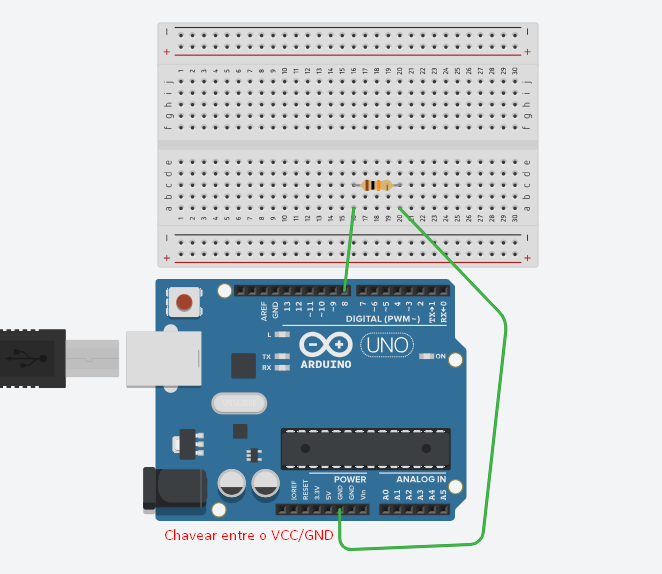 − −
+ +
1 2 3 4 5 6 7 8 9 10 11 12 13 14 15 16 17 18 19 20 21 22 23 24 25 26 27 28 29 30
j j
i i
h h
g g
f f
e e
d d
c c
b b
a a
1 2 3 4 5 6 7 8 9 10 11 12 13 14 15 16 17 18 19 20 21 22 23 24 25 26 27 28 29 30
− −
+ +
AREF GND 13 12 ~11 ~10 ~9 8 7 ~6 ~5 4 ~3 2 TX→1 RX←0
DIGITAL (PWM~)
L
TX
RX
ARDUINO
UNO
ON
POWER ANALOG IN
IOREF RESET 3.3V 5V GND GND Vin A0 A1 A2 A3 A4 A5
Chavear entre o VCC/GND